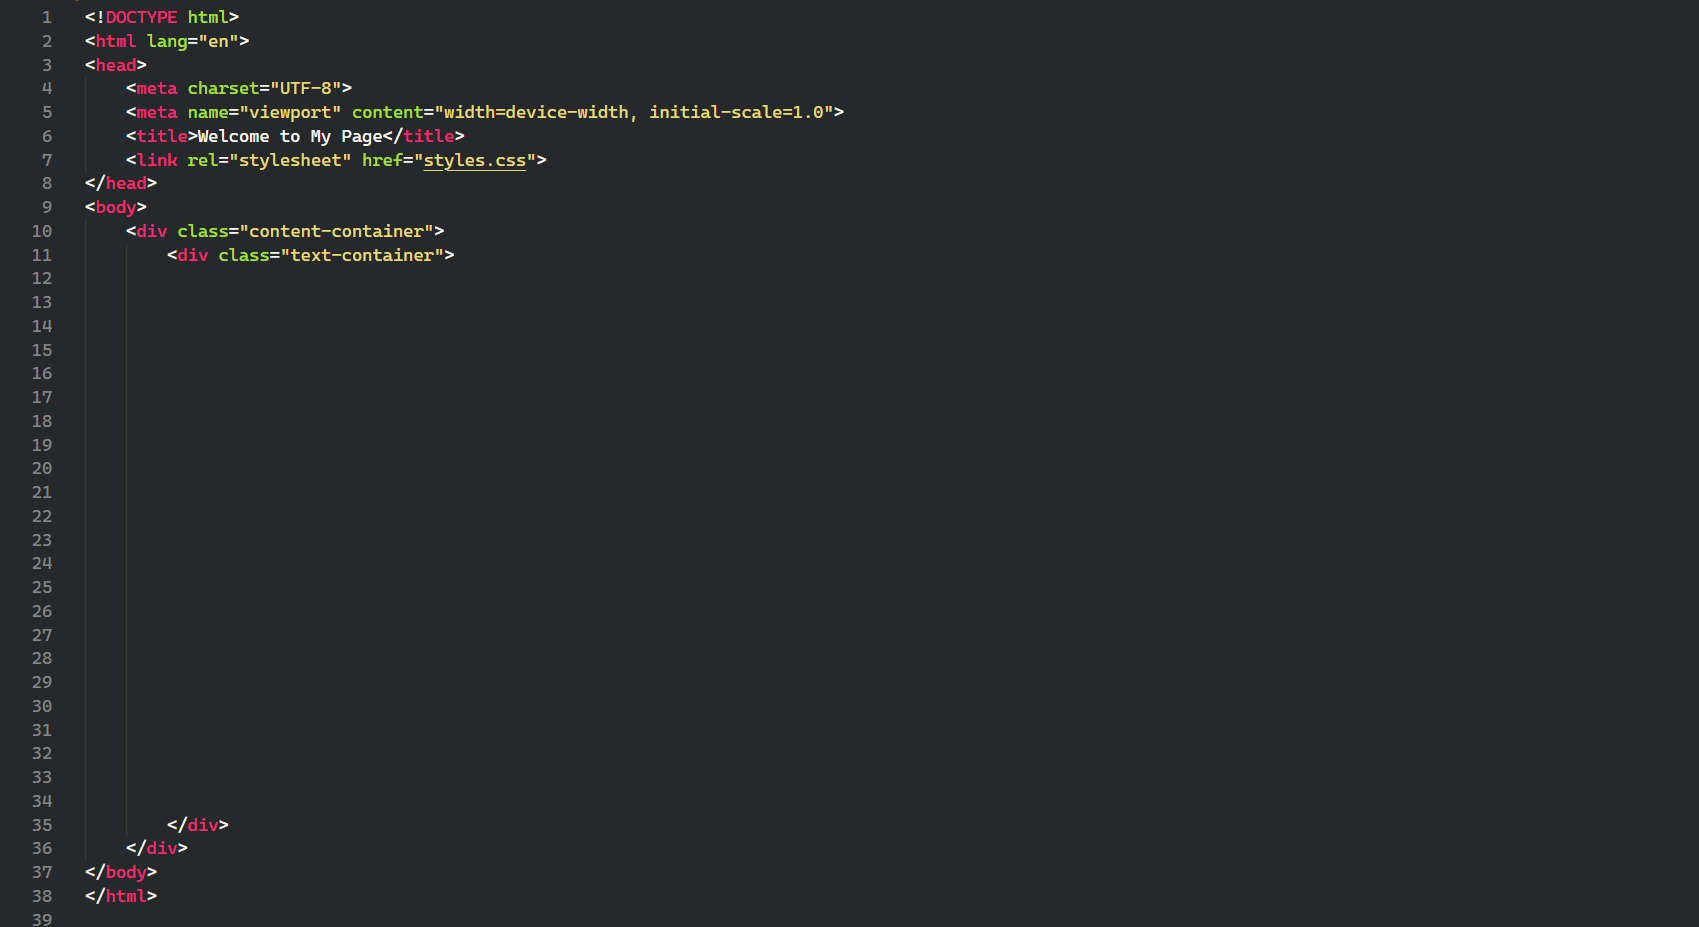 1 <!DOCTYPE html>
2 <html lang="en">
3 <head>
4     <meta charset="UTF-8">
5     <meta name="viewport" content="width=device-width, initial-scale=1.0">
6     <title>Welcome to My Page</title>
7     <link rel="stylesheet" href="styles.css">
8 </head>
9 <body>
10     <div class="content-container">
11         <div class="text-container">
12
13
14
15
16
17
18
19
20
21
22
23
24
25
26
27
28
29
30
31
32
33
34
35         </div>
36     </div>
37 </body>
38 </html>
39